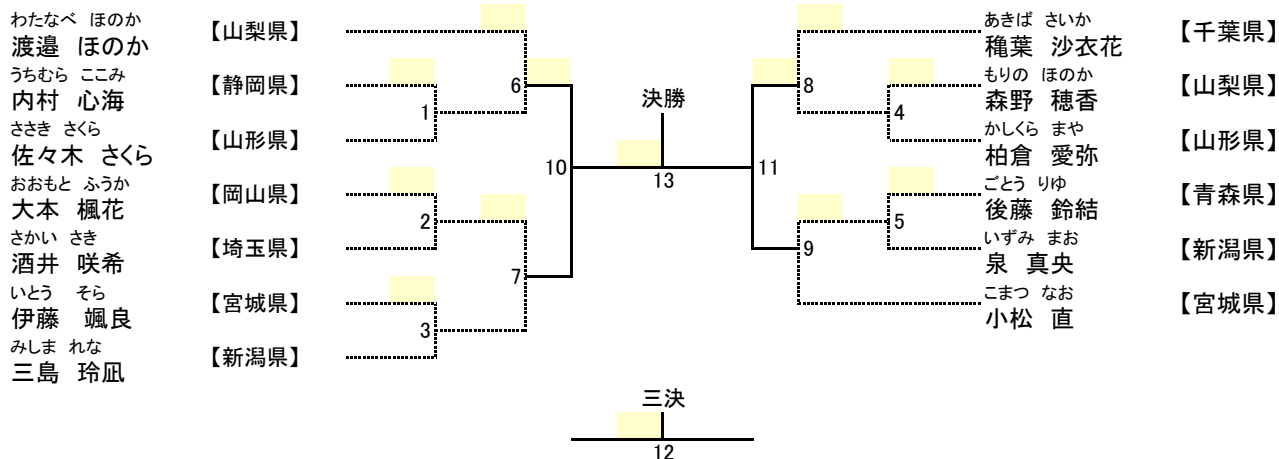 わたなべ ほのか
渡邉 ほのか 【山梨県】
うちむら ここみ
内村 心海 【静岡県】
ささき さくら
佐々木 さくら 【山形県】
おおもと ふうか
大本 楓花 【岡山県】
さかい さき
酒井 咲希 【埼玉県】
いとう そら
伊藤 颯良 【宮城県】
みしま れな
三島 玲凪 【新潟県】
1
2
3
6
7
10
決勝
13
三決
12
11
8
9
4
5
あきば さいか
穐葉 沙衣花 【千葉県】
もりの ほのか
森野 穂香 【山梨県】
かしくら まや
柏倉 愛弥 【山形県】
ごとう りゆ
後藤 鈴結 【青森県】
いずみ まお
泉 真央 【新潟県】
こまつ なお
小松 直 【宮城県】